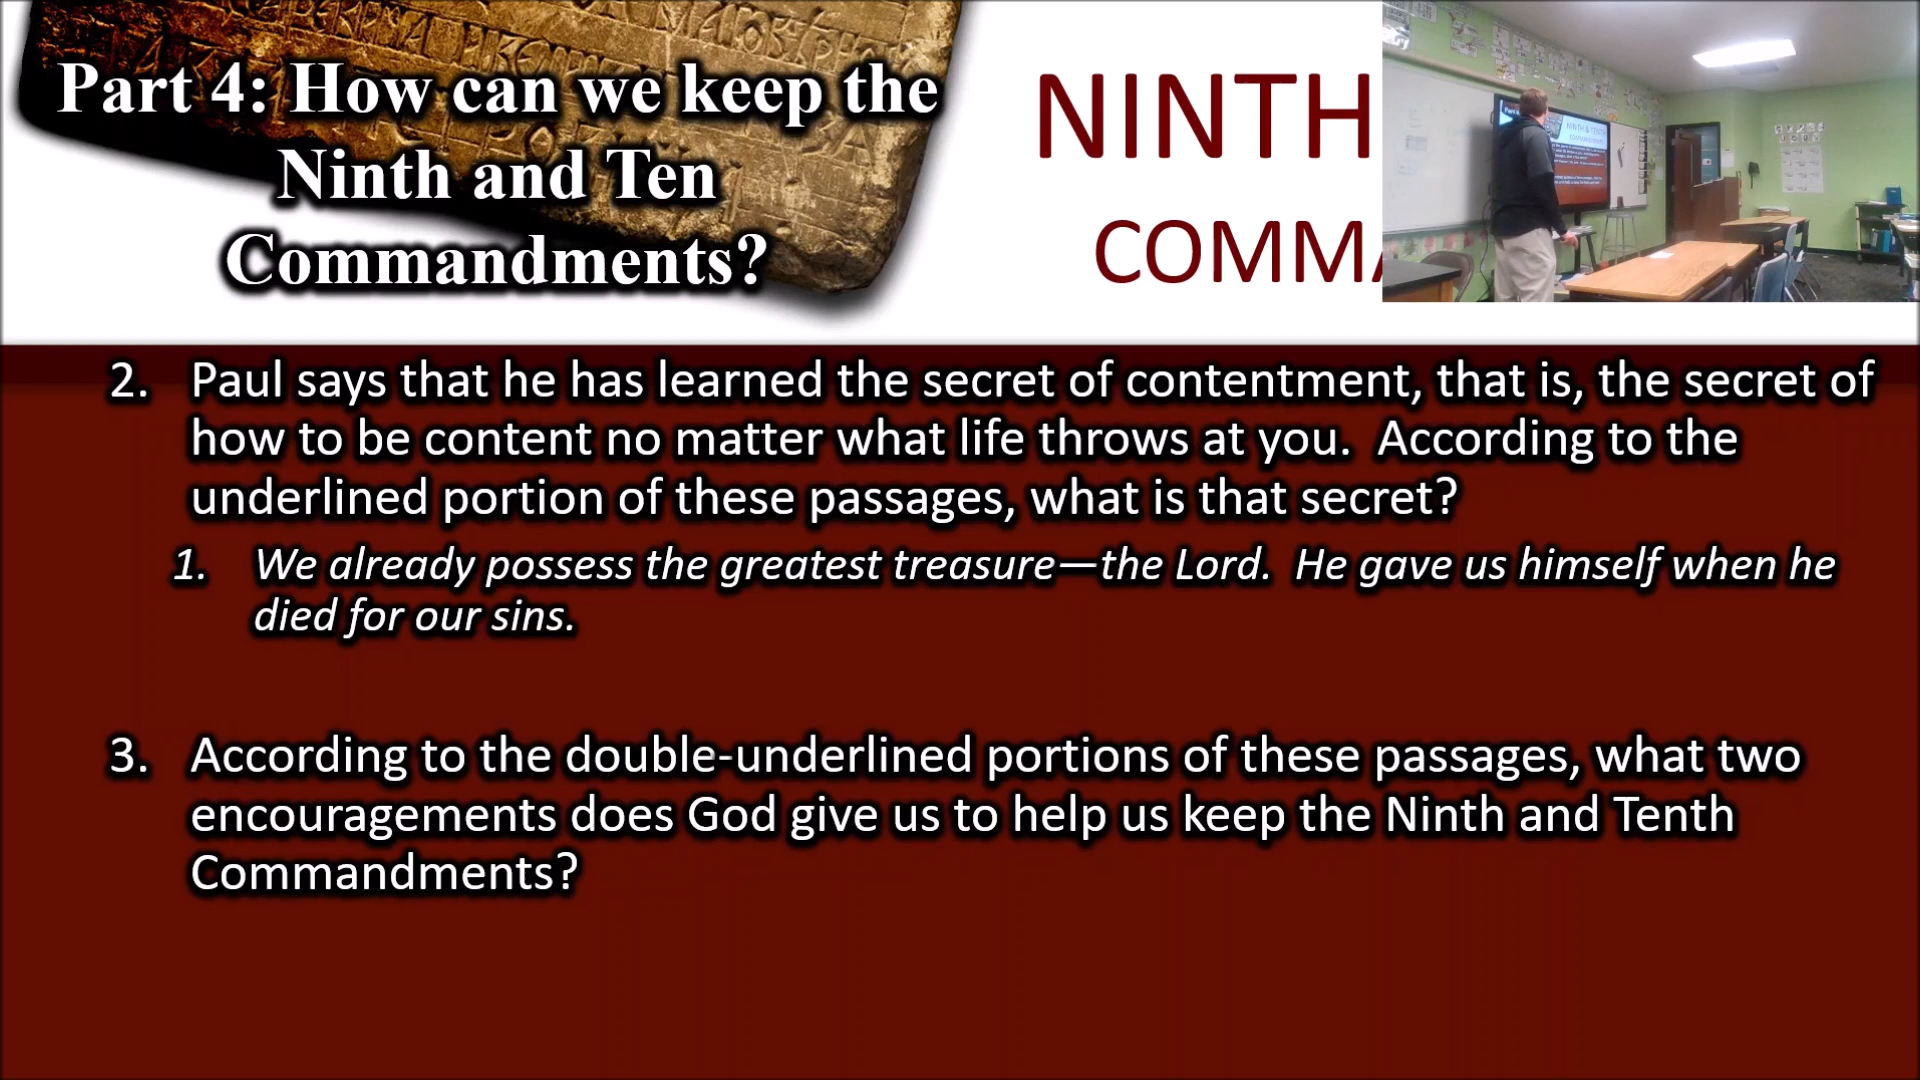 Part 4: How can we keep the
Ninth and Ten
Commandments?
NINTH
COMM
NINTH & TENTH
2. Paul says that he has learned the secret of contentment, that is, the secret of
how to be content no matter what life throws at you. According to the
underlined portion of these passages, what is that secret?
1. We already possess the greatest treasure—the Lord. He gave us himself when he
died for our sins.
3. According to the double-underlined portions of these passages, what two
encouragements does God give us to help us keep the Ninth and Tenth
Commandments?